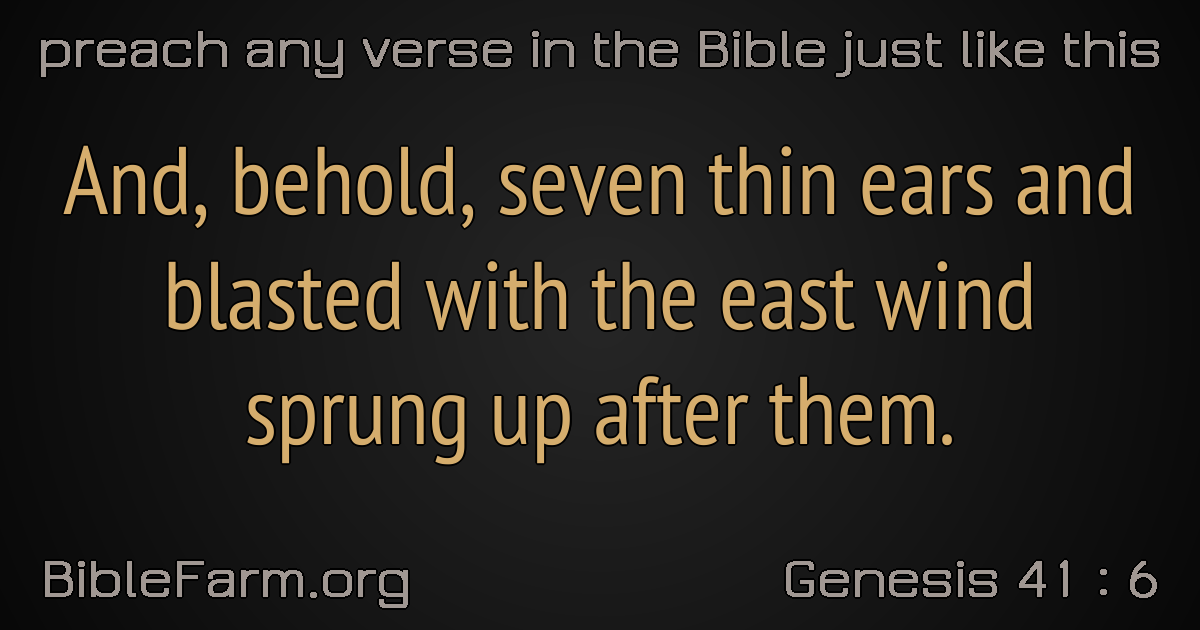 preach any verse in the Bible just like this
And, behold, seven thin ears and
blasted with the east wind
sprung up after them.
BibleFarm.org
Genesis 41 : 6